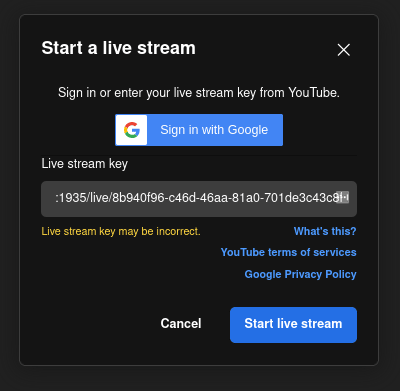 Start a live stream
Sign in or enter your live stream key from YouTube.
Sign in with Google
Live stream key
:1935/live/8b940f96-c46d-46aa-81a0-701de3c43c8
Live stream key may be incorrect.
What's this?
YouTube terms of services
Google Privacy Policy
Cancel
Start live stream